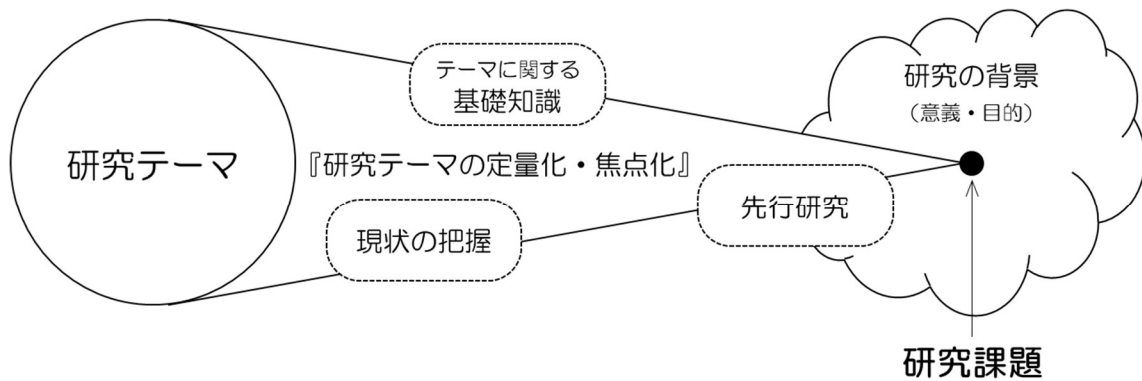 研究テーマ
テーマに関する
基礎知識
『研究テーマの定量化・焦点化』
現状の把握
先行研究
研究の背景
（意義・目的）
研究課題